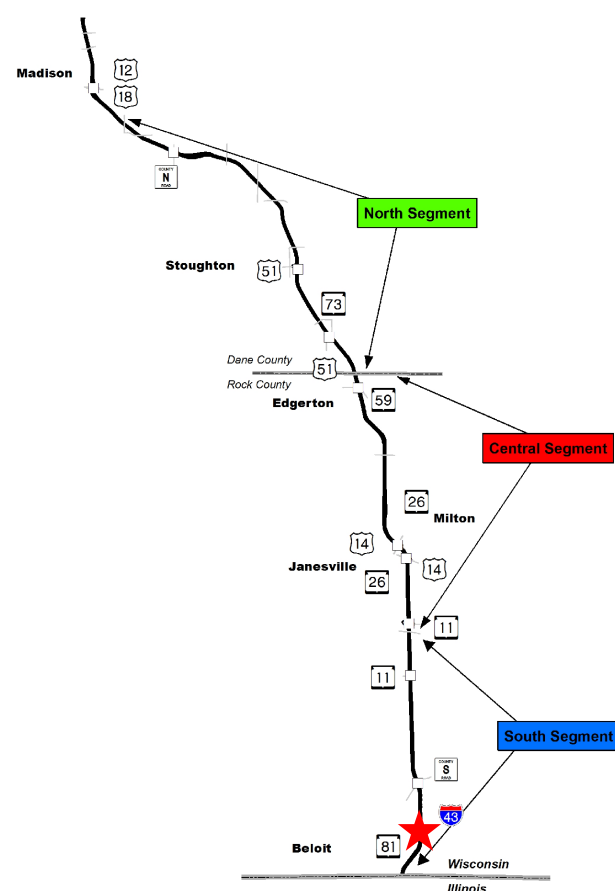 Madison
12
18
COUNTY
N
ROAD
North Segment
Stoughton
51
73
Dane County
51
Rock County
59
Edgerton
Central Segment
26
Milton
14
14
Janesville
26
11
11
South Segment
COUNTY
S
ROAD
43
81
Beloit
Wisconsin
Illinois